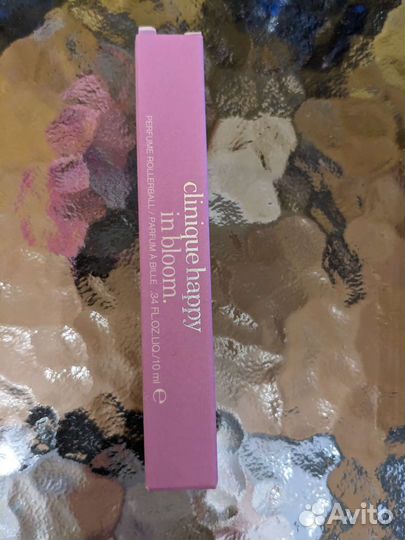 clinique happy
in bloom.
PERFUME ROLLERBALL / PARFUM À BILLE .34 FL.OZ.LIQ./10 ml ℮
Avito